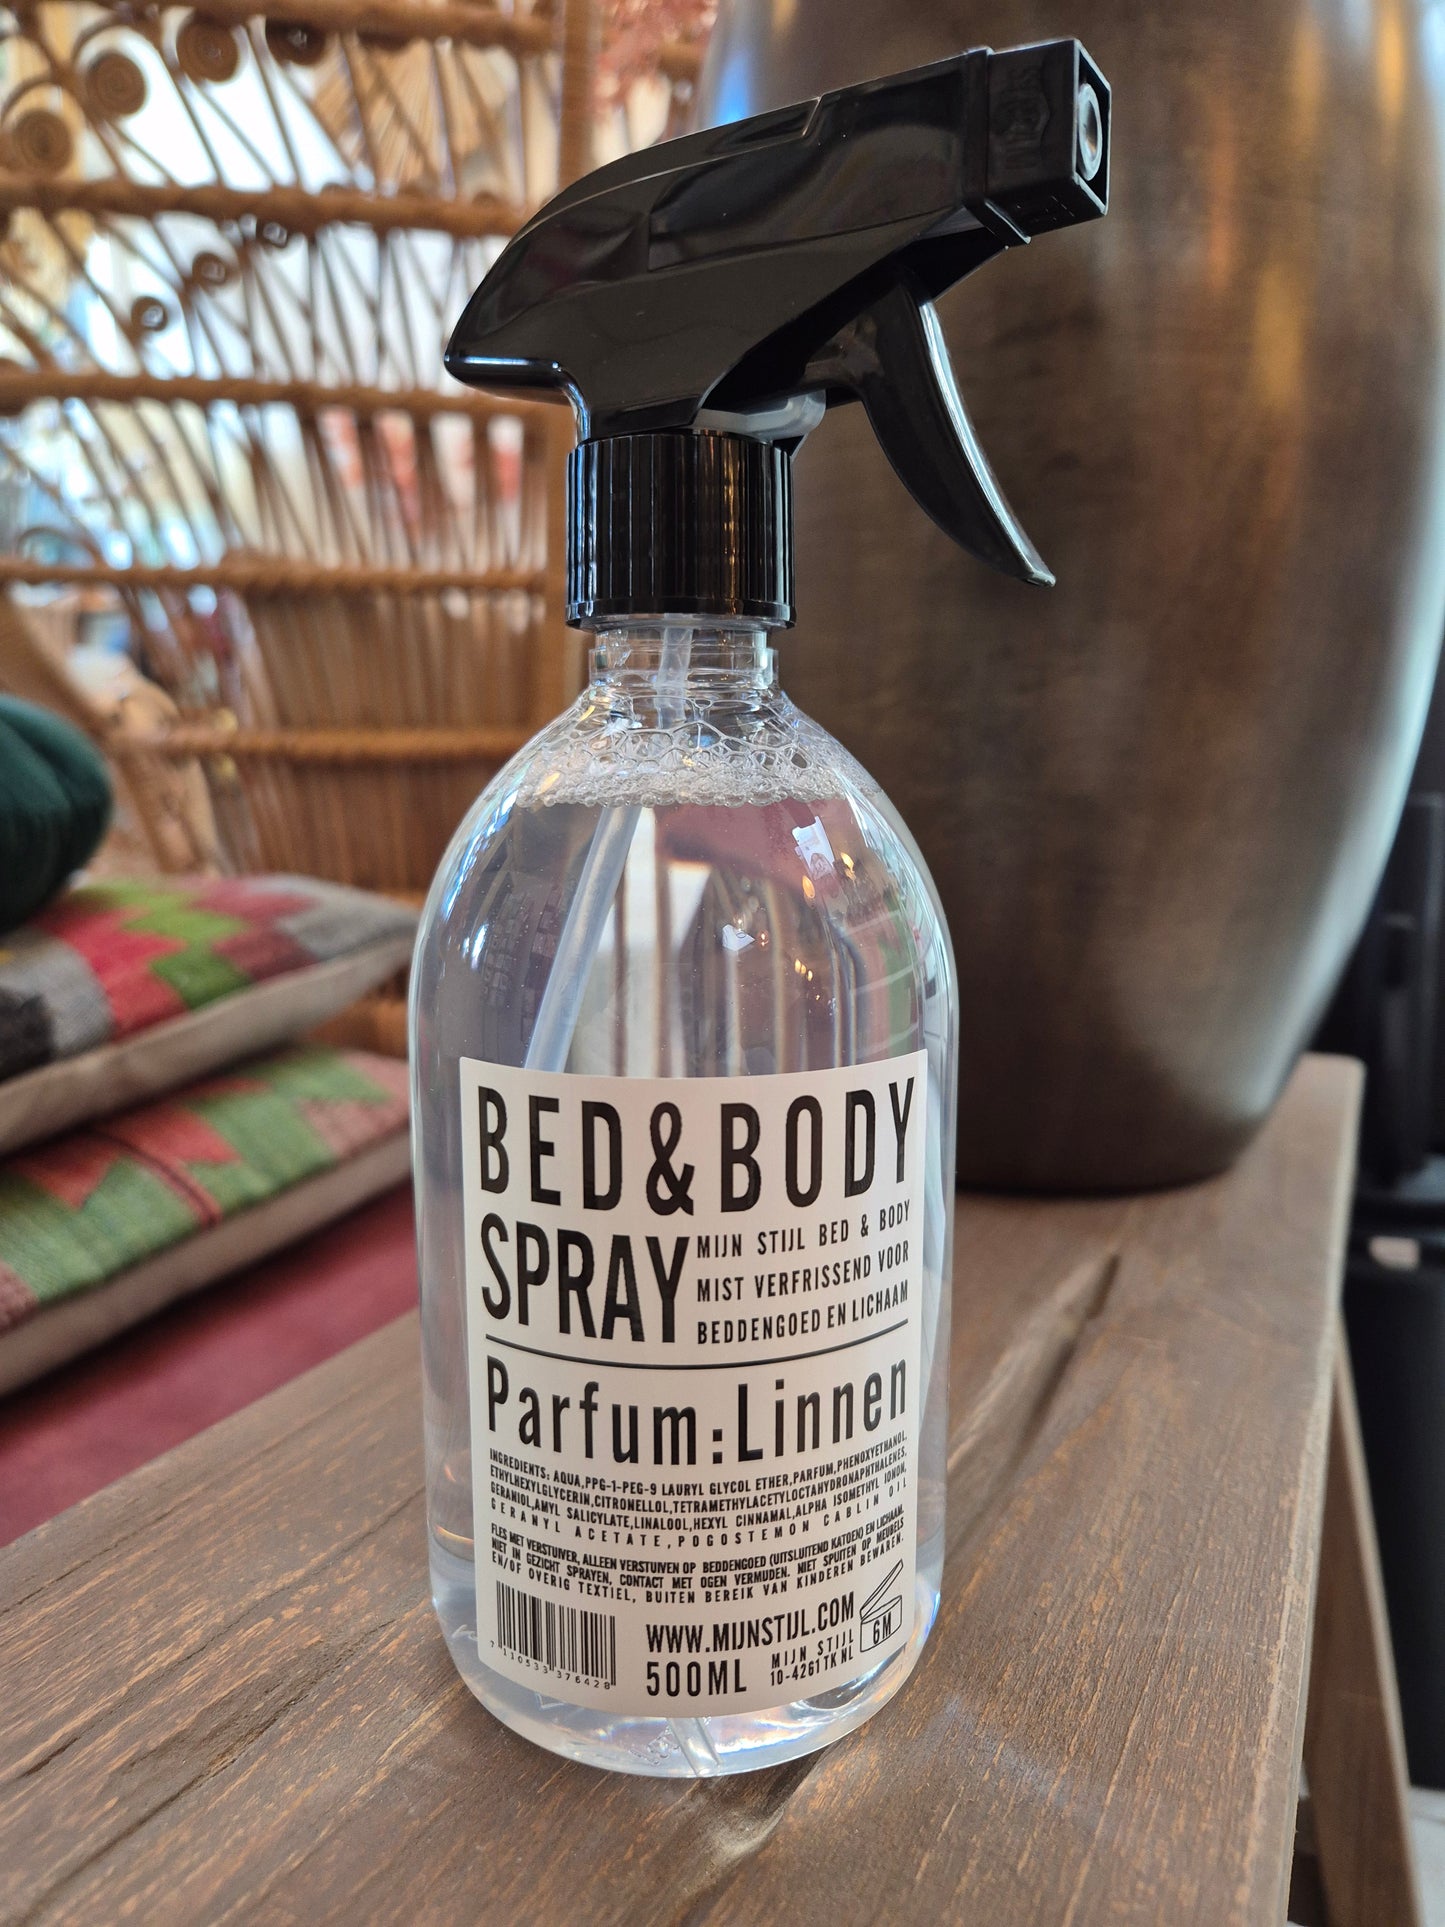 BED&BODY
SPRAY
MIJN STIJL BED & BODY
MIST VERFRISSEND VOOR
BEDDENGOED EN LICHAAM
Parfum:Linnen
INGREDIENTS: AQUA,PPG-1-PEG-9 LAURYL GLYCOL ETHER,PARFUM,PHENOXYETHANOL,
ETHYLHEXYLGLYCERIN,CITRONELLOL,TETRAMETHYLACETYLOCTAHYDRONAPHTHALENES,
GERANIOL,AMYL SALICYLATE,LINALOOL,HEXYL CINNAMAL,ALPHA ISOMETHYL IONON,
GERANYL ACETATE,POGOSTEMON CABLIN OIL
FLES MET VERSTUIVER, ALLEEN VERSTUIVEN OP BEDDENGOED (UITSLUITEND KATOEN) EN LICHAAM.
NIET IN GEZICHT SPRAYEN, CONTACT MET OGEN VERMIJDEN. NIET SPUITEN OP MEUBELS
EN/OF OVERIG TEXTIEL, BUITEN BEREIK VAN KINDEREN BEWAREN.
7 110533 376428
WWW.MIJNSTIJL.COM
500ML
MIJN STIJL
10-4261TK NL
6M